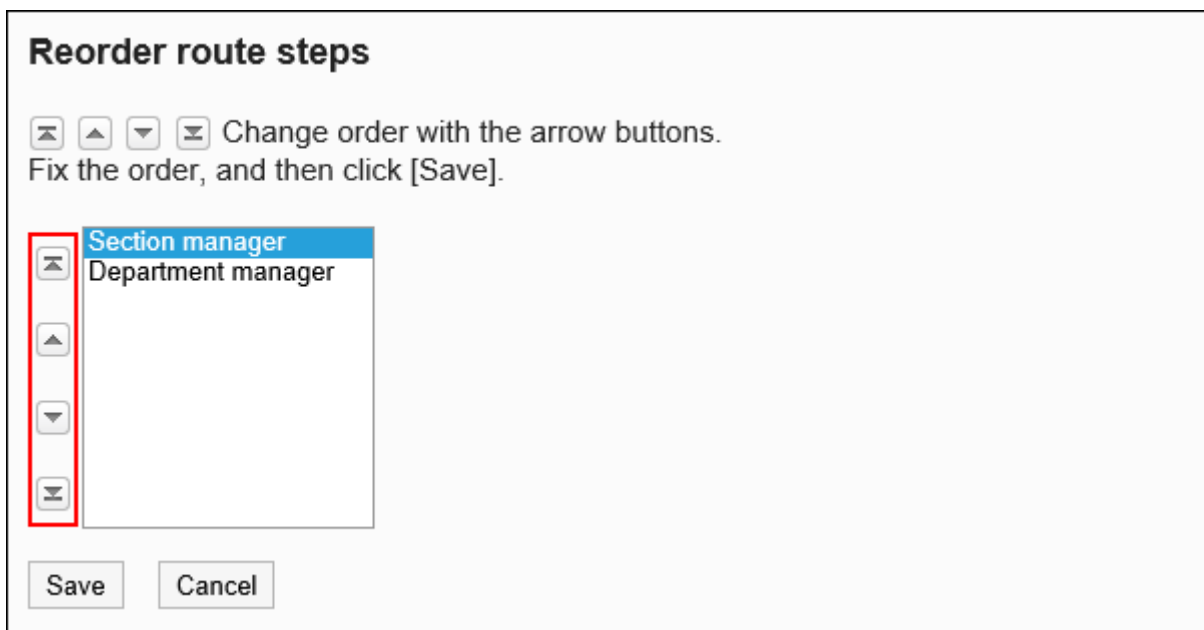 Reorder route steps
Change order with the arrow buttons.
Fix the order, and then click [Save].
Section manager
Department manager
Save
Cancel